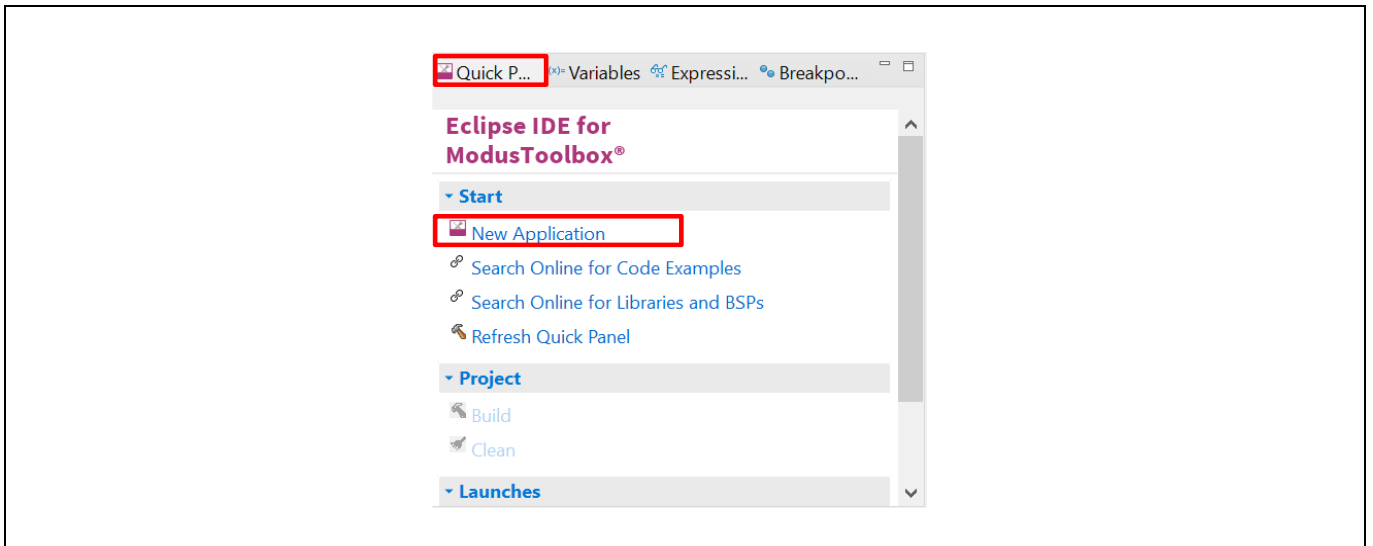 Quick P... (x)= Variables Expressi... Breakpo...
Eclipse IDE for
ModusToolbox®
Start
New Application
Search Online for Code Examples
Search Online for Libraries and BSPs
Refresh Quick Panel
Project
Build
Clean
Launches